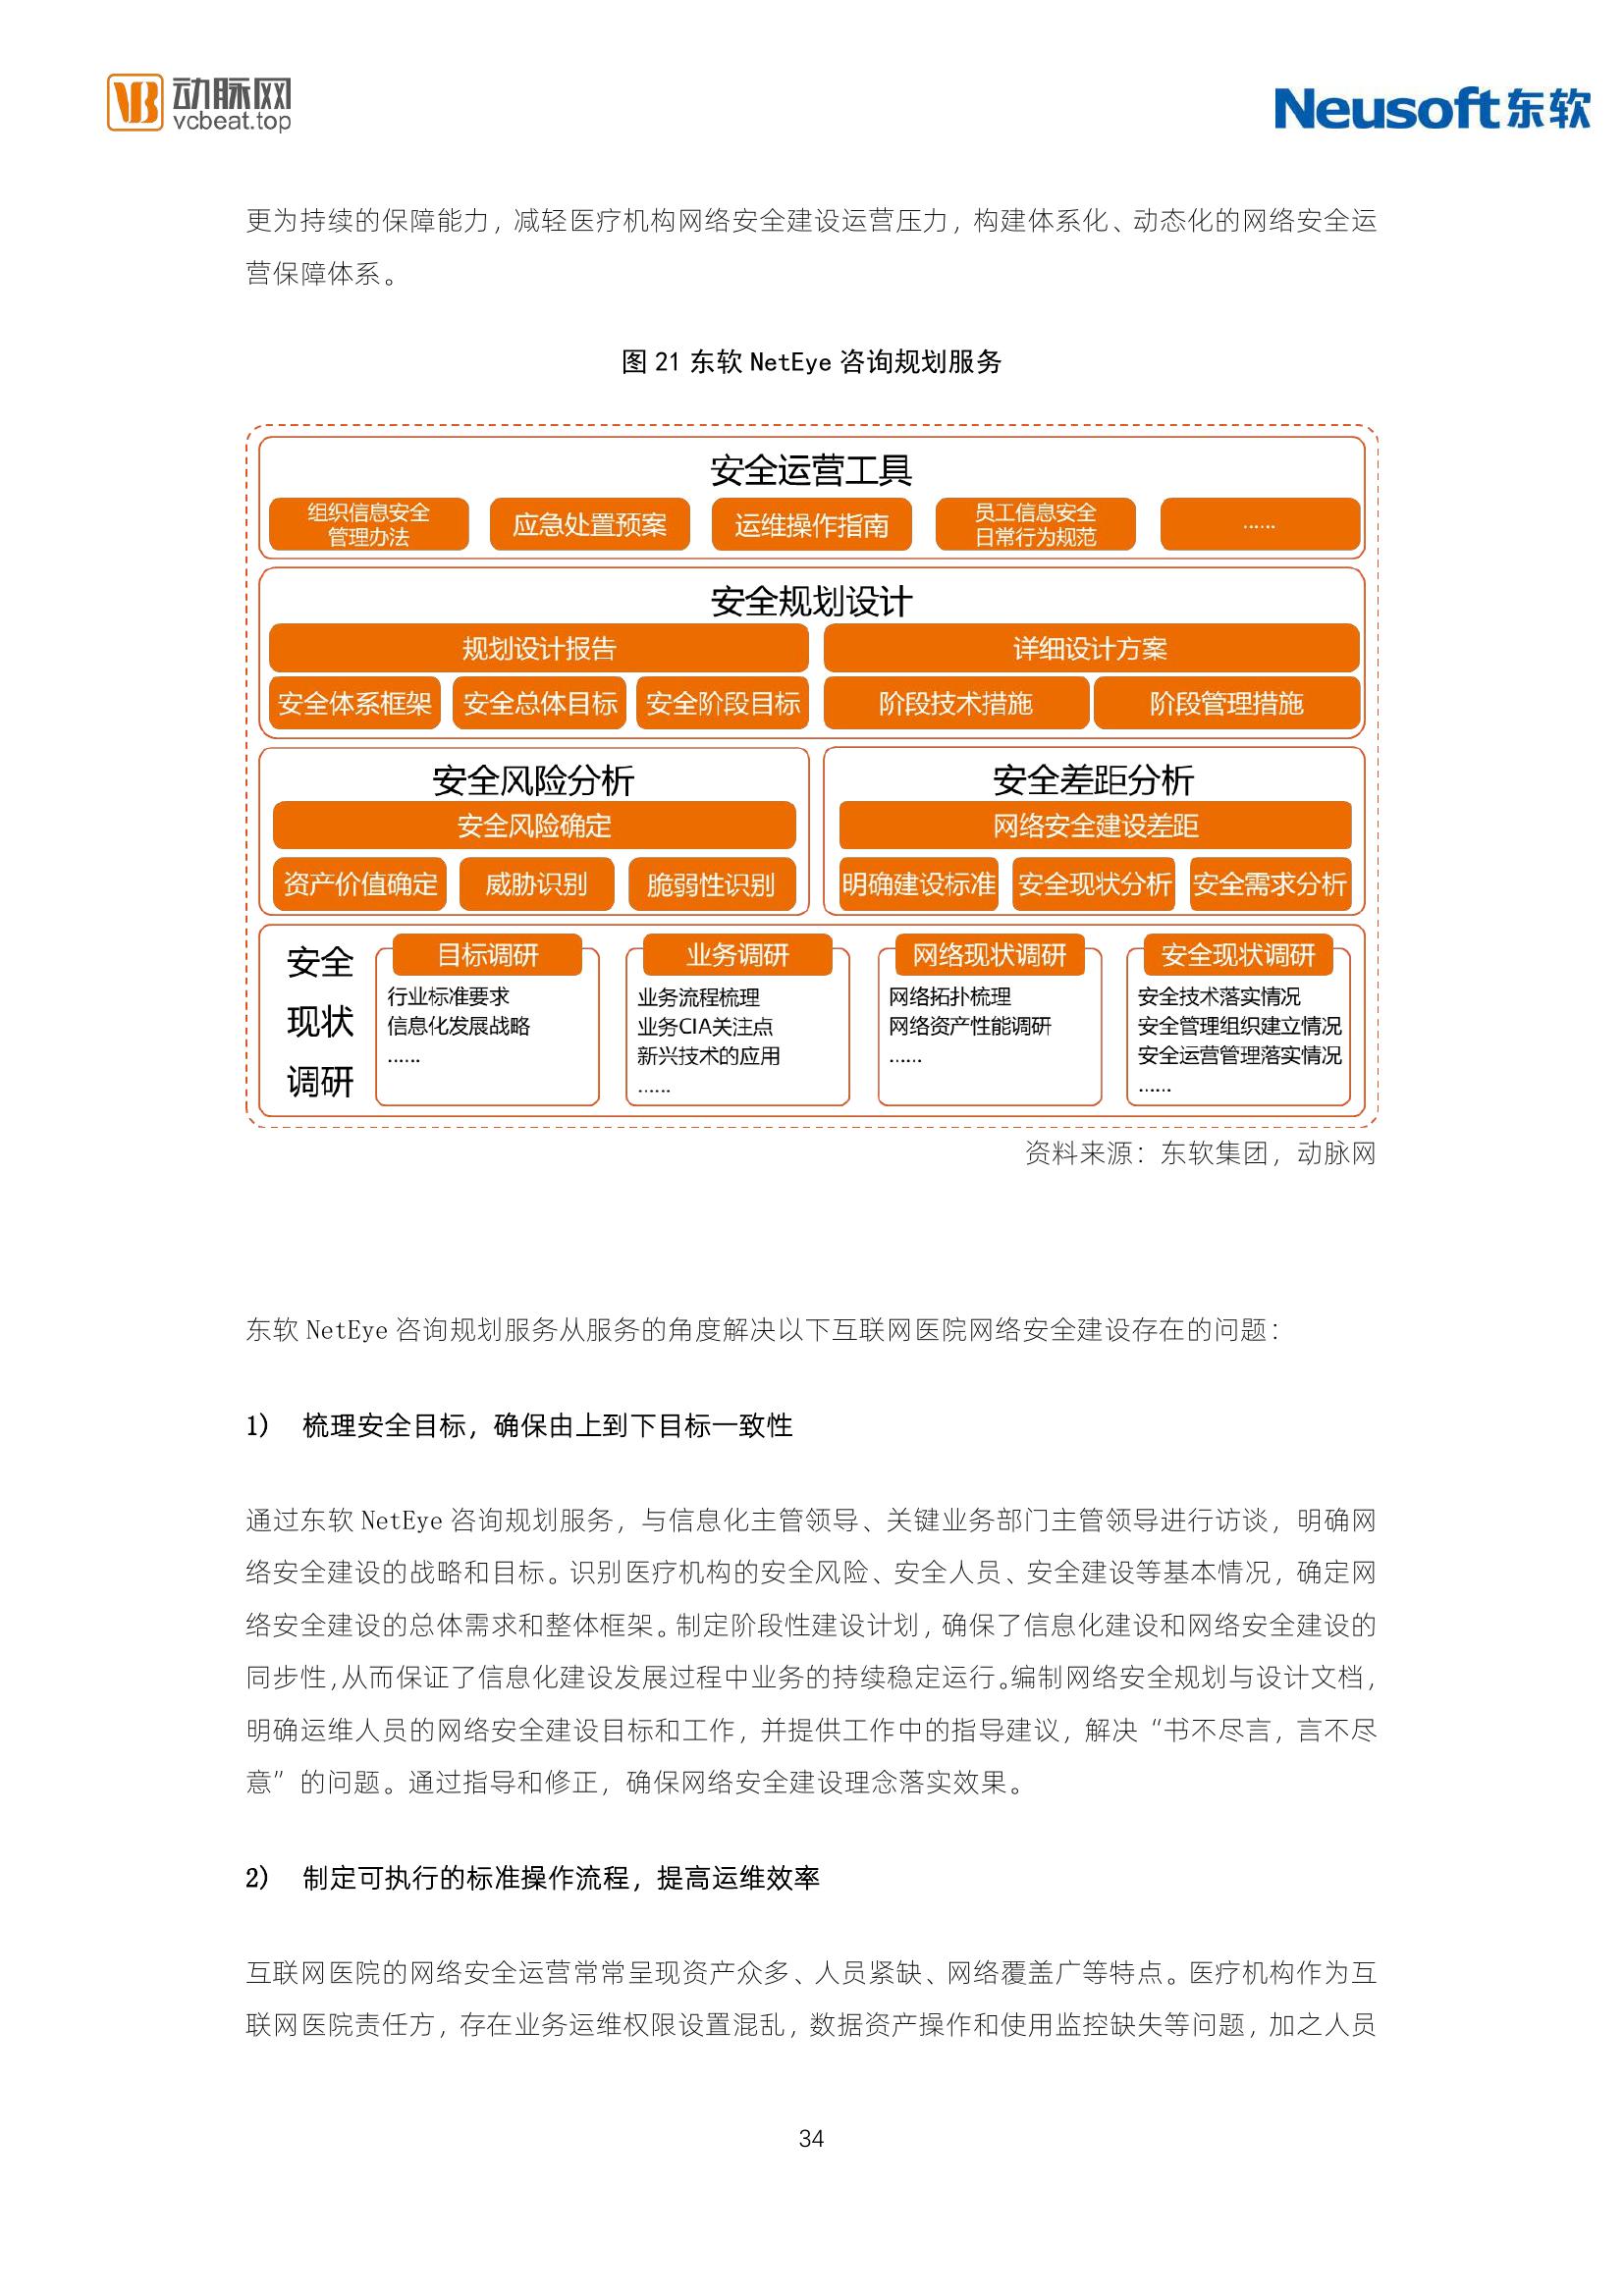 动脉网
vcbeat.top
Neusoft东软
更为持续的保障能力，减轻医疗机构网络安全建设运营压力，构建体系化、动态化的网络安全运
营保障体系。
图 21 东软 NetEye 咨询规划服务
安全运营工具
组织信息安全
管理办法
应急处置预案
运维操作指南
员工信息安全
日常行为规范
……
安全规划设计
规划设计报告
详细设计方案
安全体系框架
安全总体目标
安全阶段目标
阶段技术措施
阶段管理措施
安全风险分析
安全风险确定
资产价值确定
威胁识别
脆弱性识别
安全差距分析
网络安全建设差距
明确建设标准
安全现状分析
安全需求分析
安全
现状
调研
目标调研
行业标准要求
信息化发展战略
……
业务调研
业务流程梳理
业务CIA关注点
新兴技术的应用
……
网络现状调研
网络拓扑梳理
网络资产性能调研
……
安全现状调研
安全技术落实情况
安全管理组织建立情况
安全运营管理落实情况
……
资料来源：东软集团，动脉网
东软 NetEye 咨询规划服务从服务的角度解决以下互联网医院网络安全建设存在的问题：
1) 梳理安全目标，确保由上到下目标一致性
通过东软 NetEye 咨询规划服务，与信息化主管领导、关键业务部门主管领导进行访谈，明确网
络安全建设的战略和目标。识别医疗机构的安全风险、安全人员、安全建设等基本情况，确定网
络安全建设的总体需求和整体框架。制定阶段性建设计划，确保了信息化建设和网络安全建设的
同步性，从而保证了信息化建设发展过程中业务的持续稳定运行。编制网络安全规划与设计文档，
明确运维人员的网络安全建设目标和工作，并提供工作中的指导建议，解决“书不尽言，言不尽
意”的问题。通过指导和修正，确保网络安全建设理念落实效果。
2) 制定可执行的标准操作流程，提高运维效率
互联网医院的网络安全运营常常呈现资产众多、人员紧缺、网络覆盖广等特点。医疗机构作为互
联网医院责任方，存在业务运维权限设置混乱，数据资产操作和使用监控缺失等问题，加之人员
34